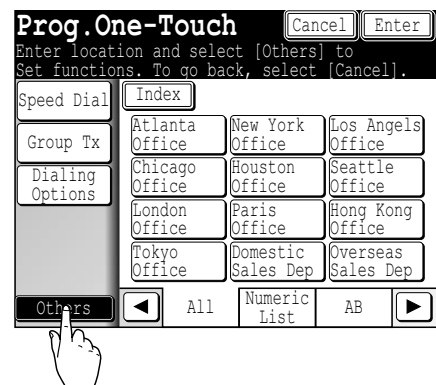 Prog.One-Touch
Cancel
Enter
Enter location and select [Others] to
Set functions. To go back, select [Cancel].
Speed Dial
Group Tx
Dialing
Options
Others
Index
Atlanta
Office
New York
Office
Los Angels
Office
Chicago
Office
Houston
Office
Seattle
Office
London
Office
Paris
Office
Hong Kong
Office
Tokyo
Office
Domestic
Sales Dep
Overseas
Sales Dep
All
Numeric
List
AB